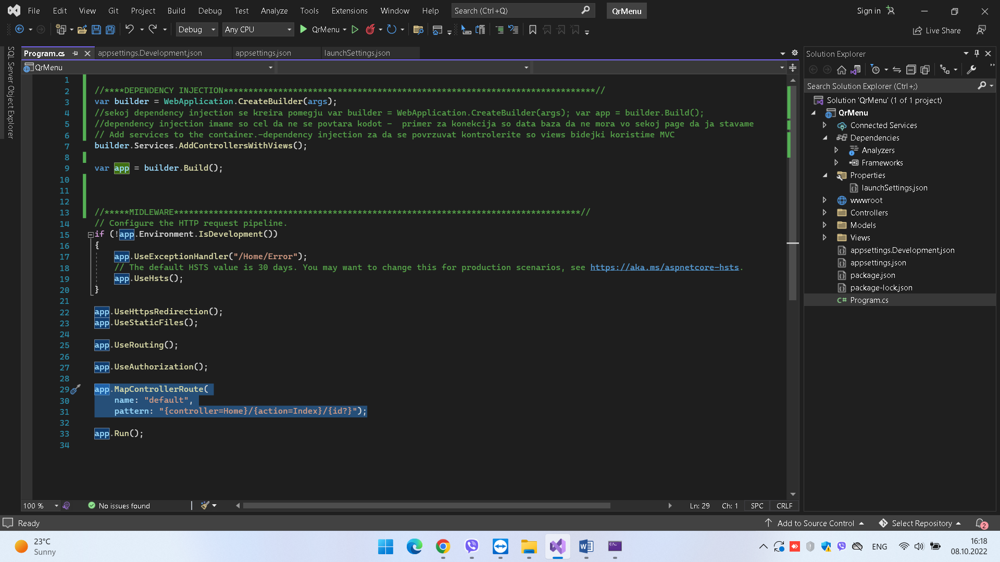 File Edit View Git Project Build Debug Test Analyze Tools Extensions Window Help Search (Ctrl+Q) QrMenu Sign in
Debug Any CPU QrMenu Live Share
SQL Server Object Explorer
Program.cs appsettings.Development.json appsettings.json launchSettings.json
QrMenu
1
2 //****DEPENDENCY INJECTION***************************************************************************//
3 var builder = WebApplication.CreateBuilder(args);
4 //sekoj dependency injection se kreira pomegju var builder = WebApplication.CreateBuilder(args); var app = builder.Build();
5 //dependency injection imame so cel da ne se povtara kodot - primer za konekcija so data baza da ne mora vo sekoj page da ja stavame
6 // Add services to the container.-dependency injection za da se povrzuvat kontrolerite so views bidejki koristime MVC
7 builder.Services.AddControllersWithViews();
8
9 var app = builder.Build();
10
11
12
13 //*****MIDLEWARE**********************************************************************************//
14 // Configure the HTTP request pipeline.
15 if (!app.Environment.IsDevelopment())
16 {
17 app.UseExceptionHandler("/Home/Error");
18 // The default HSTS value is 30 days. You may want to change this for production scenarios, see https://aka.ms/aspnetcore-hsts.
19 app.UseHsts();
20 }
21
22 app.UseHttpsRedirection();
23 app.UseStaticFiles();
24
25 app.UseRouting();
26
27 app.UseAuthorization();
28
29 app.MapControllerRoute(
30 name: "default",
31 pattern: "{controller=Home}/{action=Index}/{id?}");
32
33 app.Run();
34
100 % No issues found Ln: 29 Ch: 1 SPC CRLF
Solution Explorer
Search Solution Explorer (Ctrl+;)
Solution 'QrMenu' (1 of 1 project)
QrMenu
Connected Services
Dependencies
Analyzers
Frameworks
Properties
launchSettings.json
wwwroot
Controllers
Models
Views
appsettings.Development.json
appsettings.json
package.json
package-lock.json
C# Program.cs
Ready Add to Source Control Select Repository 2
23°C
Sunny
ENG
16:18
08.10.2022